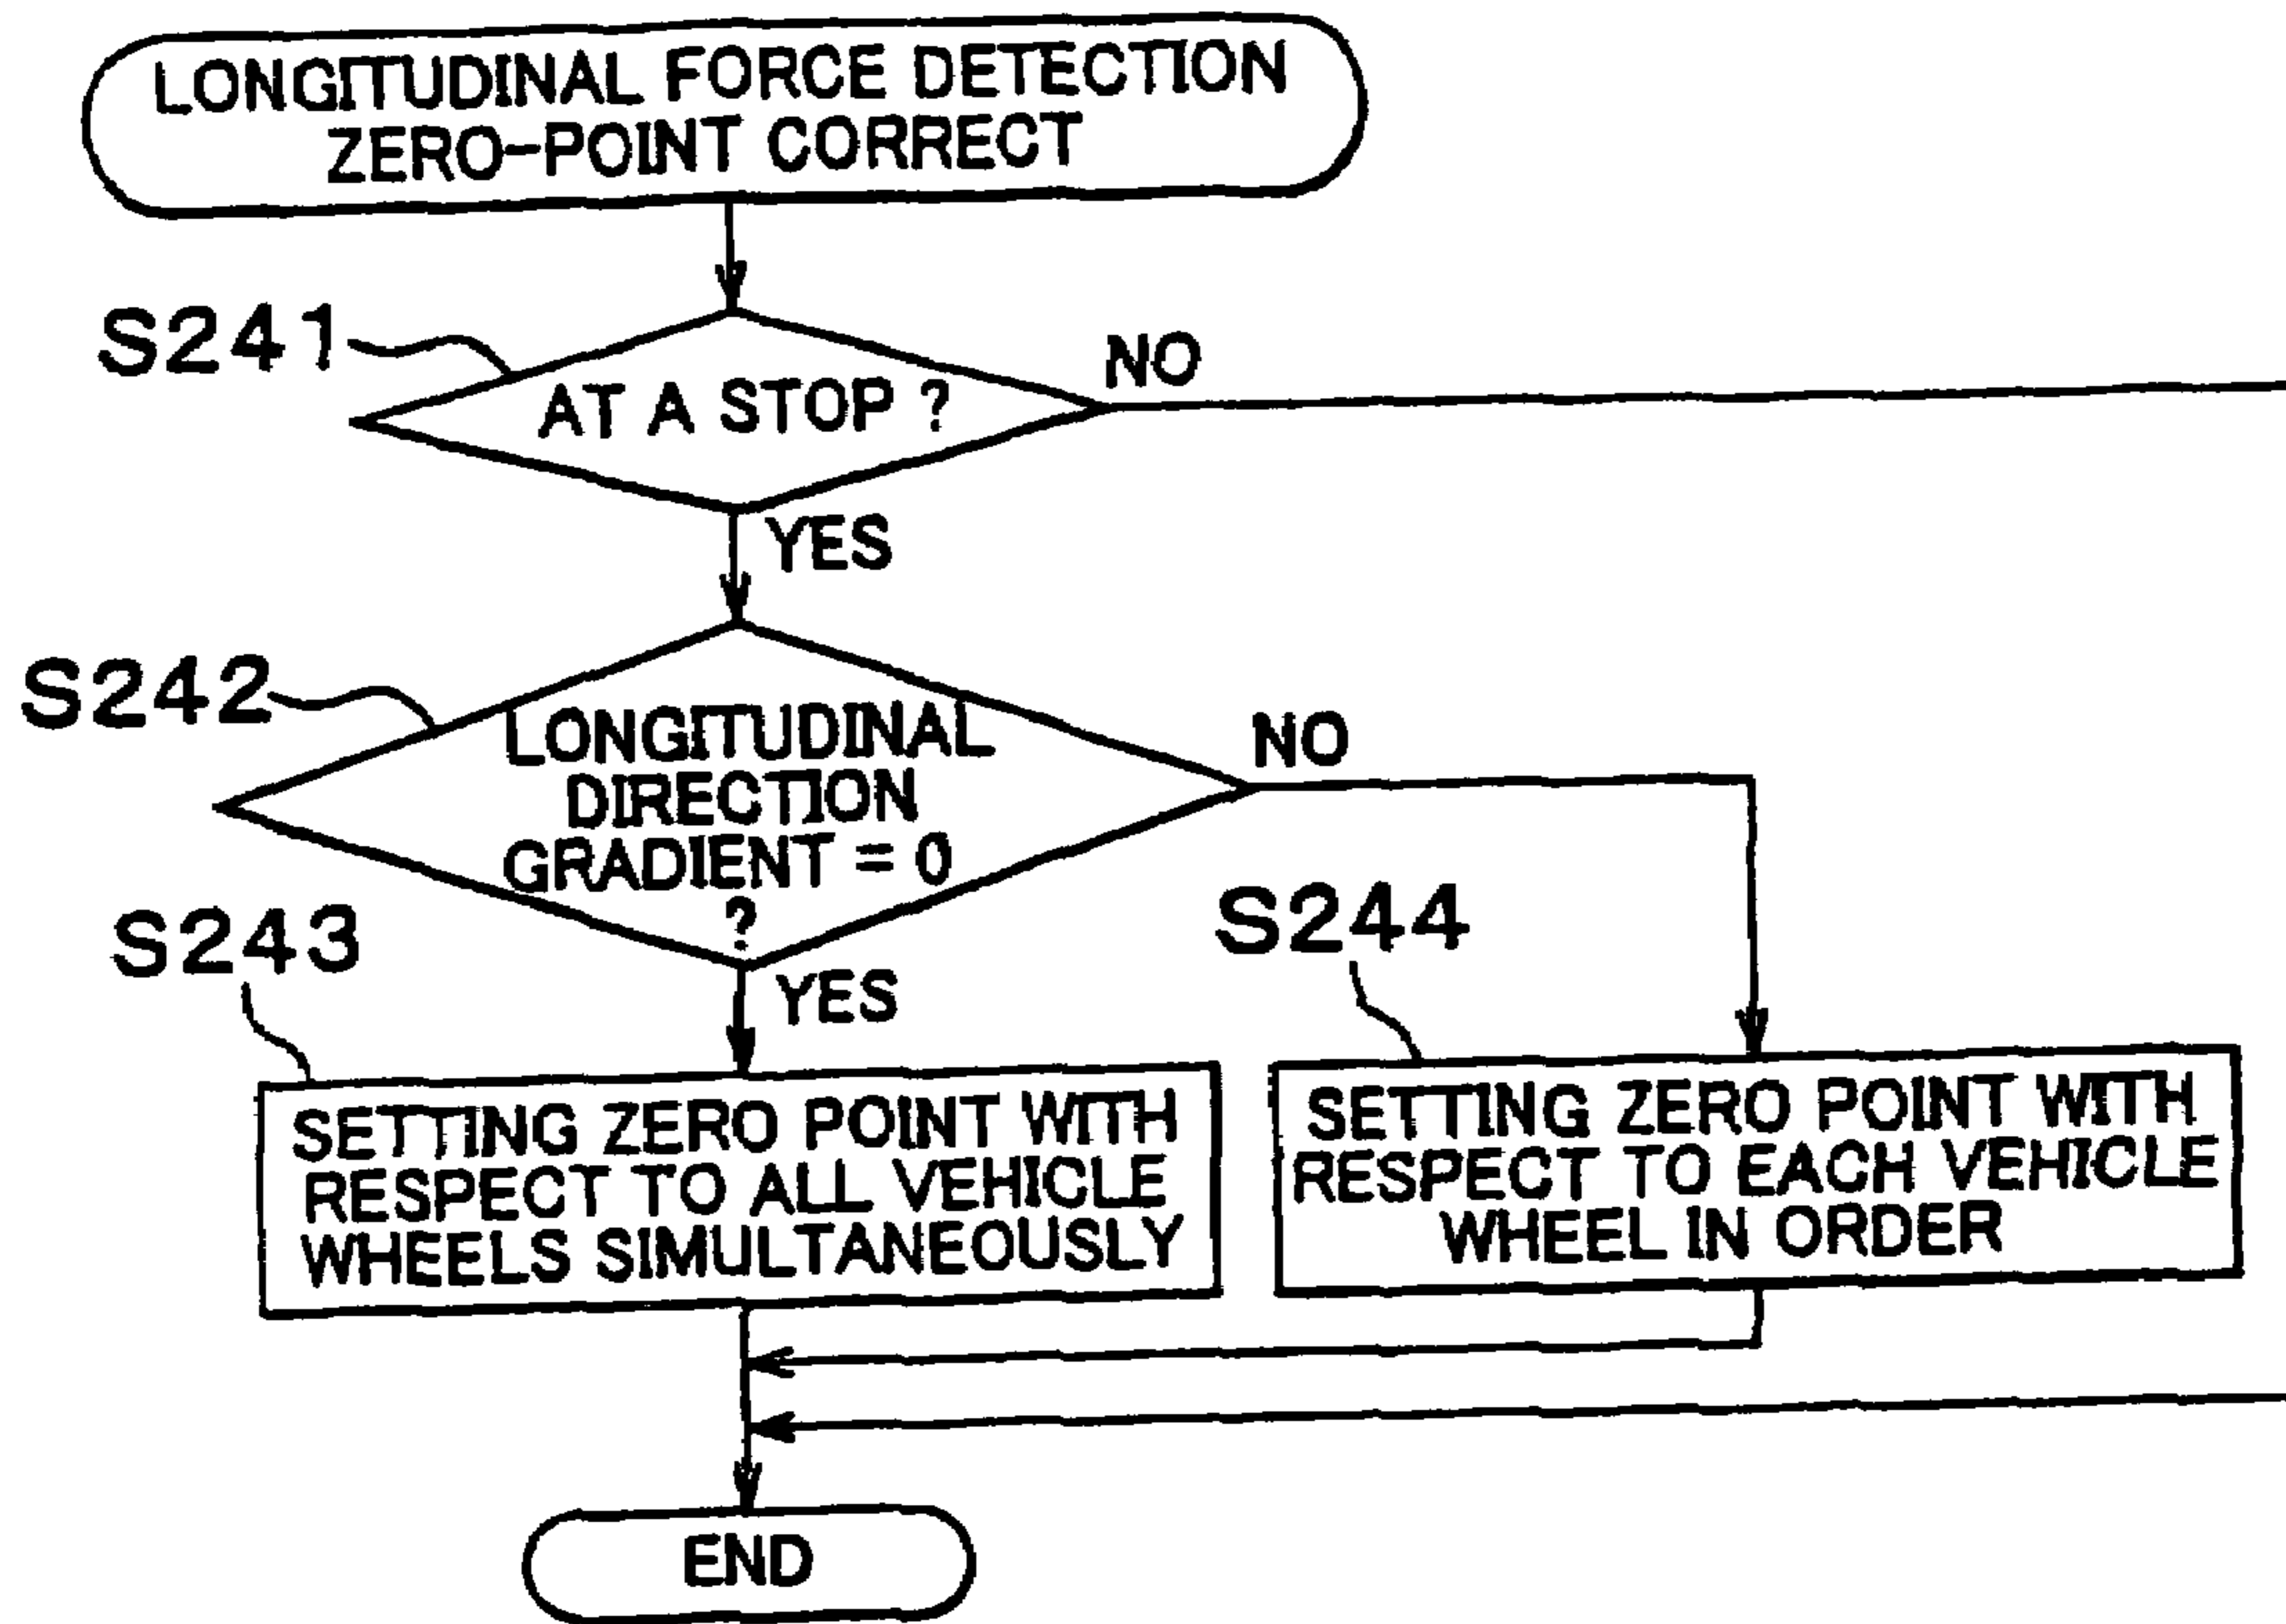 LONGITUDINAL FORCE DETECTION
ZERO-POINT CORRECT
S241
AT A STOP ?
NO
YES
S242
LONGITUDINAL
DIRECTION
GRADIENT = 0
?
NO
YES
S243
SETTING ZERO POINT WITH
RESPECT TO ALL VEHICLE
WHEELS SIMULTANEOUSLY
S244
SETTING ZERO POINT WITH
RESPECT TO EACH VEHICLE
WHEEL IN ORDER
END